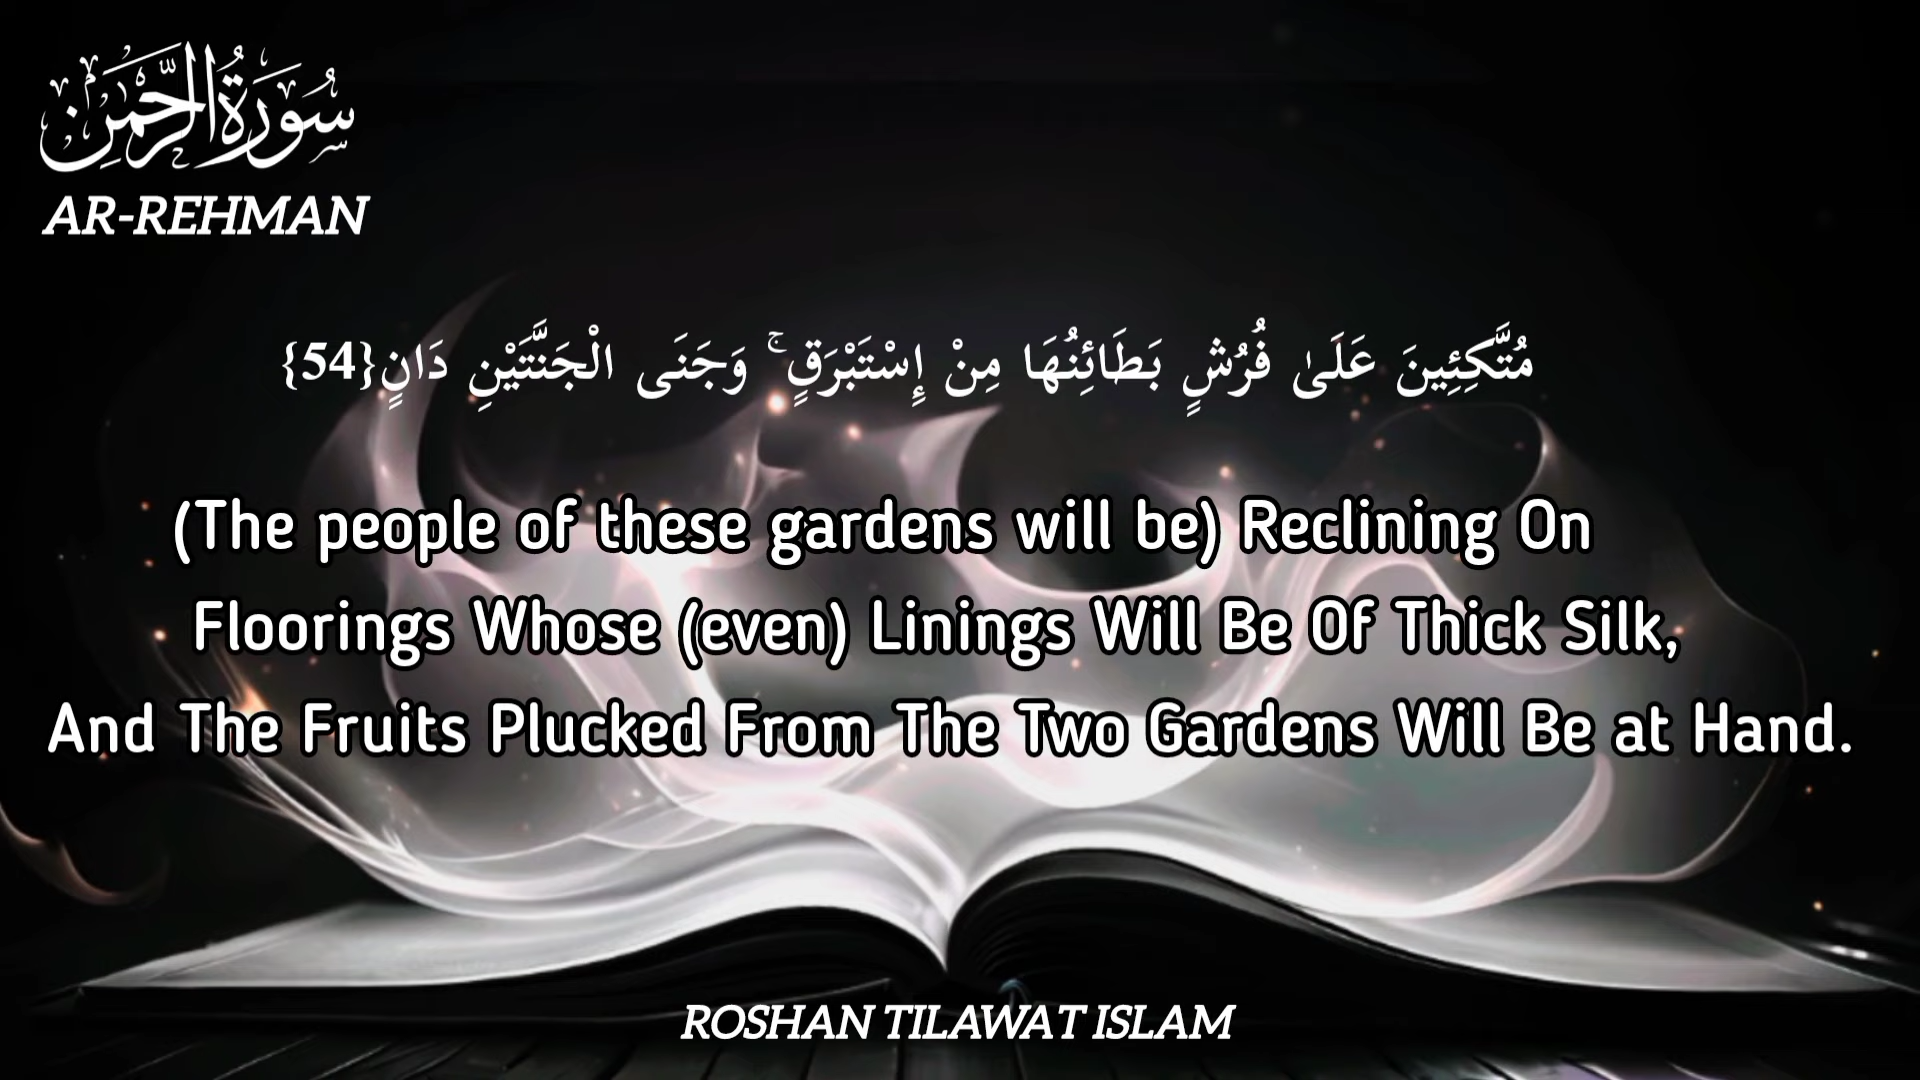 سُورَةُ الرَّحْمَٰن
AR-REHMAN
مُتَّكِئِينَ عَلَىٰ فُرُشٍ بَطَائِنُهَا مِنْ إِسْتَبْرَقٍ ۚ وَجَنَى الْجَنَّتَيْنِ دَانٍ{54}
(The people of these gardens will be) Reclining On
Floorings Whose (even) Linings Will Be Of Thick Silk,
And The Fruits Plucked From The Two Gardens Will Be at Hand.
ROSHAN TILAWAT ISLAM